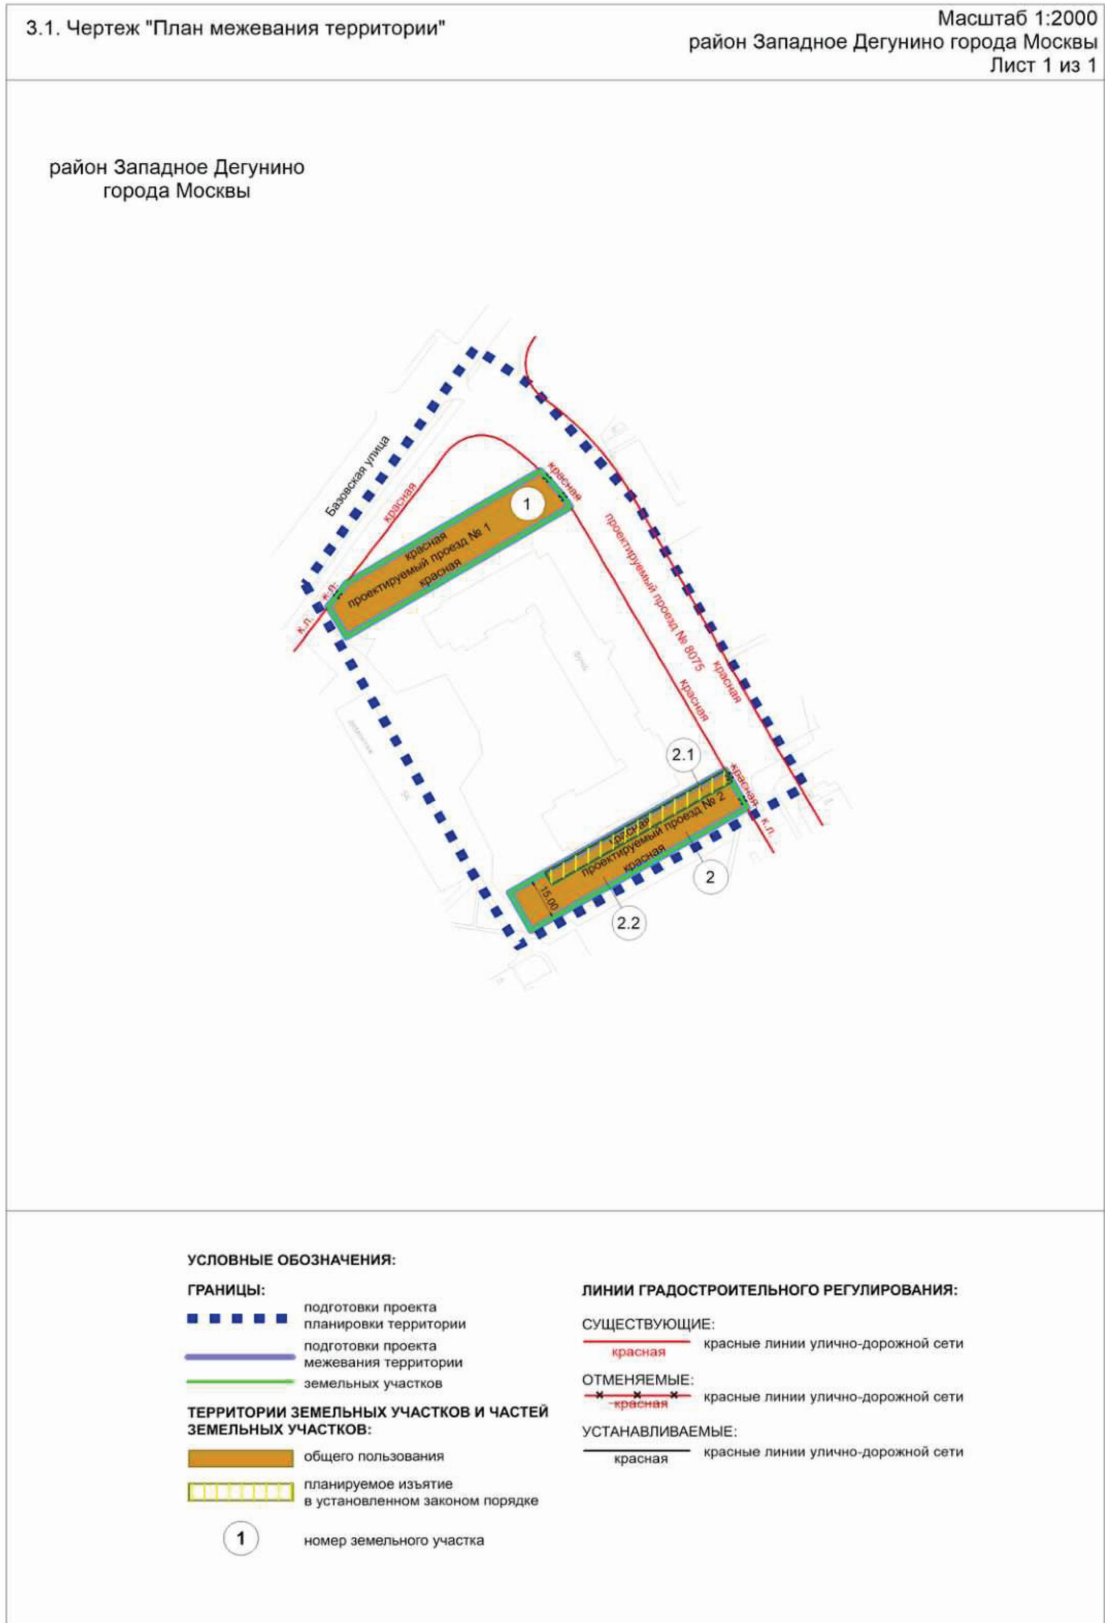 3.1. Чертеж "План межевания территории"
Масштаб 1:2000
район Западное Дегунино города Москвы
Лист 1 из 1
район Западное Дегунино
города Москвы
Базовская улица
красная
красная
1
красная
проектируемый проезд № 1
красная
к.л.
к.л.
проектируемый проезд № 8075
красная
красная
2.1
красная
красная
проектируемый проезд № 2
красная
к.л.
15.00
2
2.2
УСЛОВНЫЕ ОБОЗНАЧЕНИЯ:
ГРАНИЦЫ:
подготовки проекта
планировки территории
подготовки проекта
межевания территории
земельных участков
ТЕРРИТОРИИ ЗЕМЕЛЬНЫХ УЧАСТКОВ И ЧАСТЕЙ
ЗЕМЕЛЬНЫХ УЧАСТКОВ:
общего пользования
планируемое изъятие
в установленном законом порядке
1
номер земельного участка
ЛИНИИ ГРАДОСТРОИТЕЛЬНОГО РЕГУЛИРОВАНИЯ:
СУЩЕСТВУЮЩИЕ:
красная
красные линии улично-дорожной сети
ОТМЕНЯЕМЫЕ:
красная
красные линии улично-дорожной сети
УСТАНАВЛИВАЕМЫЕ:
красная
красные линии улично-дорожной сети